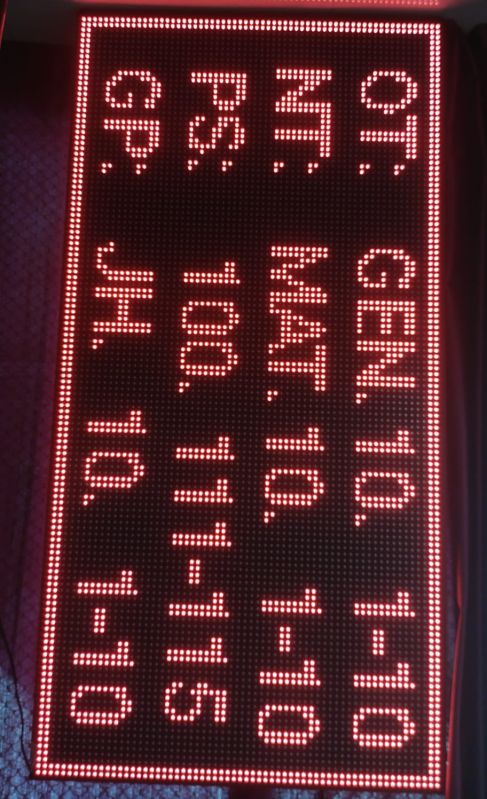 OT: GEN. 10. 1-10
NT: MAT. 10. 1-10
PS: 100. 111-115
GP: JH. 10. 1-10